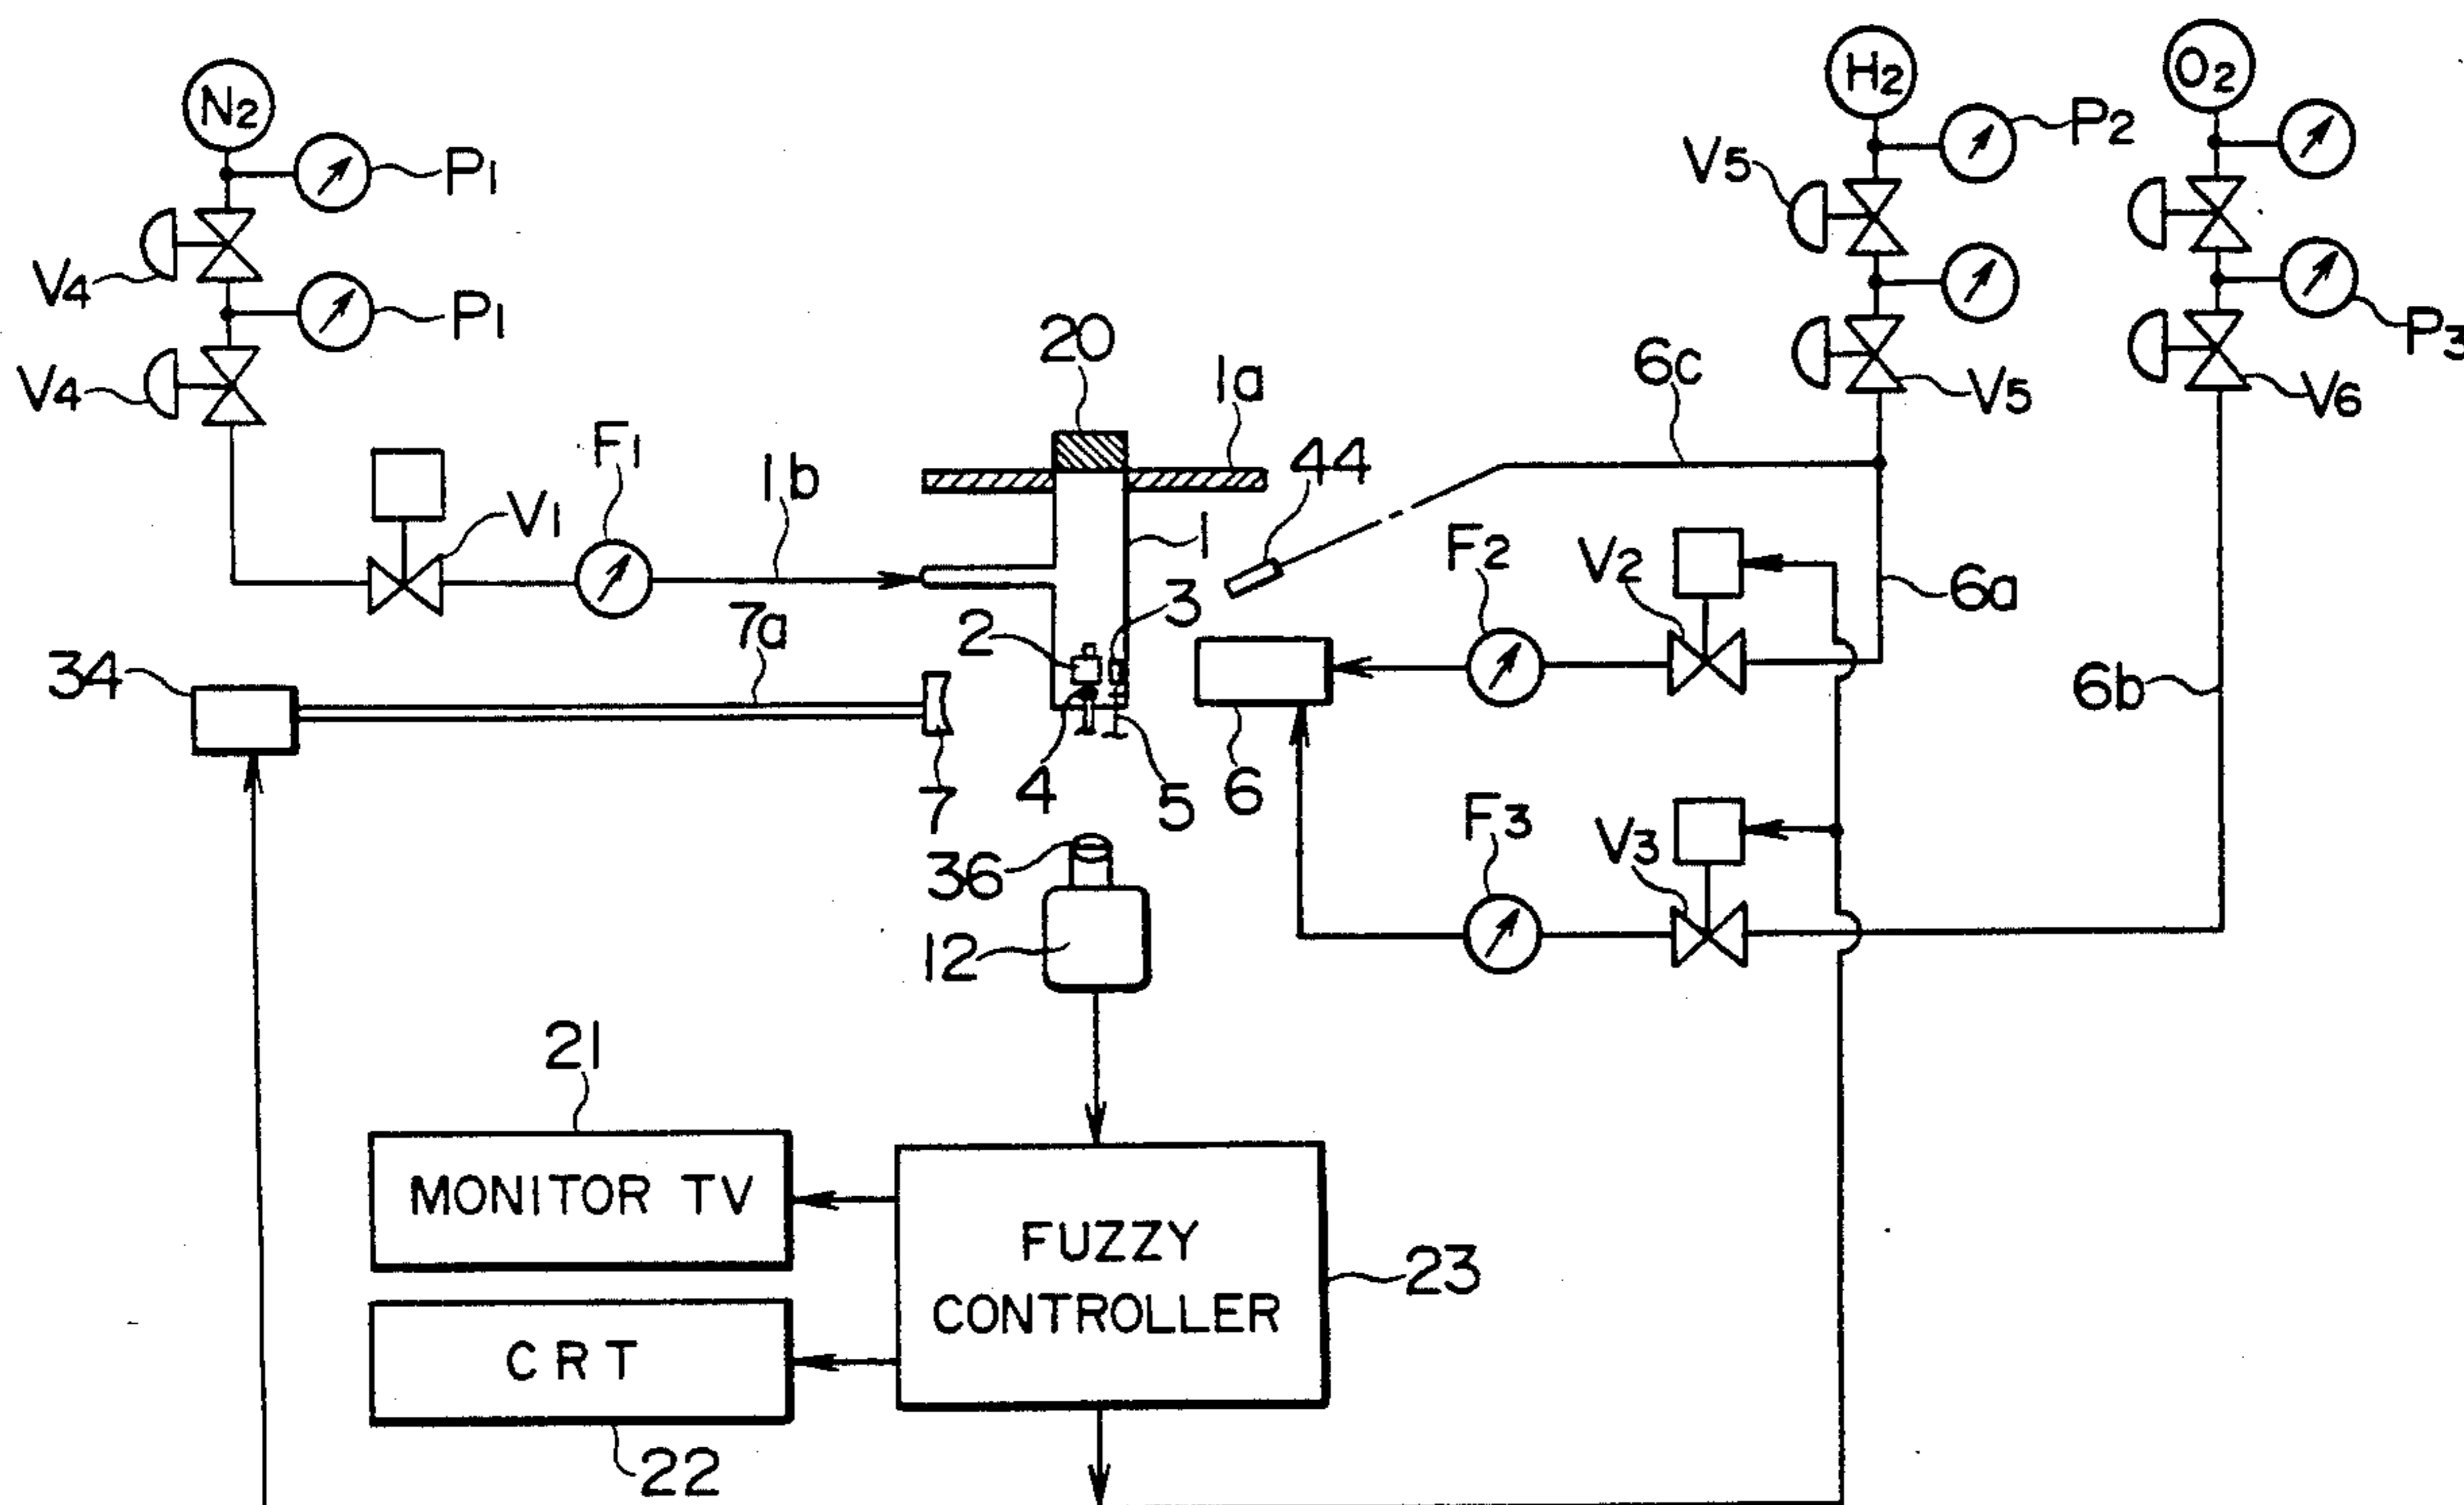 N2
H2
O2
P1
P2
V5
V4
P1
P3
V4
V5
V6
20
1a
6c
44
F1
V1
1b
1
F2
V2
6a
7a
2
3
34
6b
7
4
5
6
F3
V3
36
12
21
MONITOR TV
FUZZY
CONTROLLER
23
CRT
22